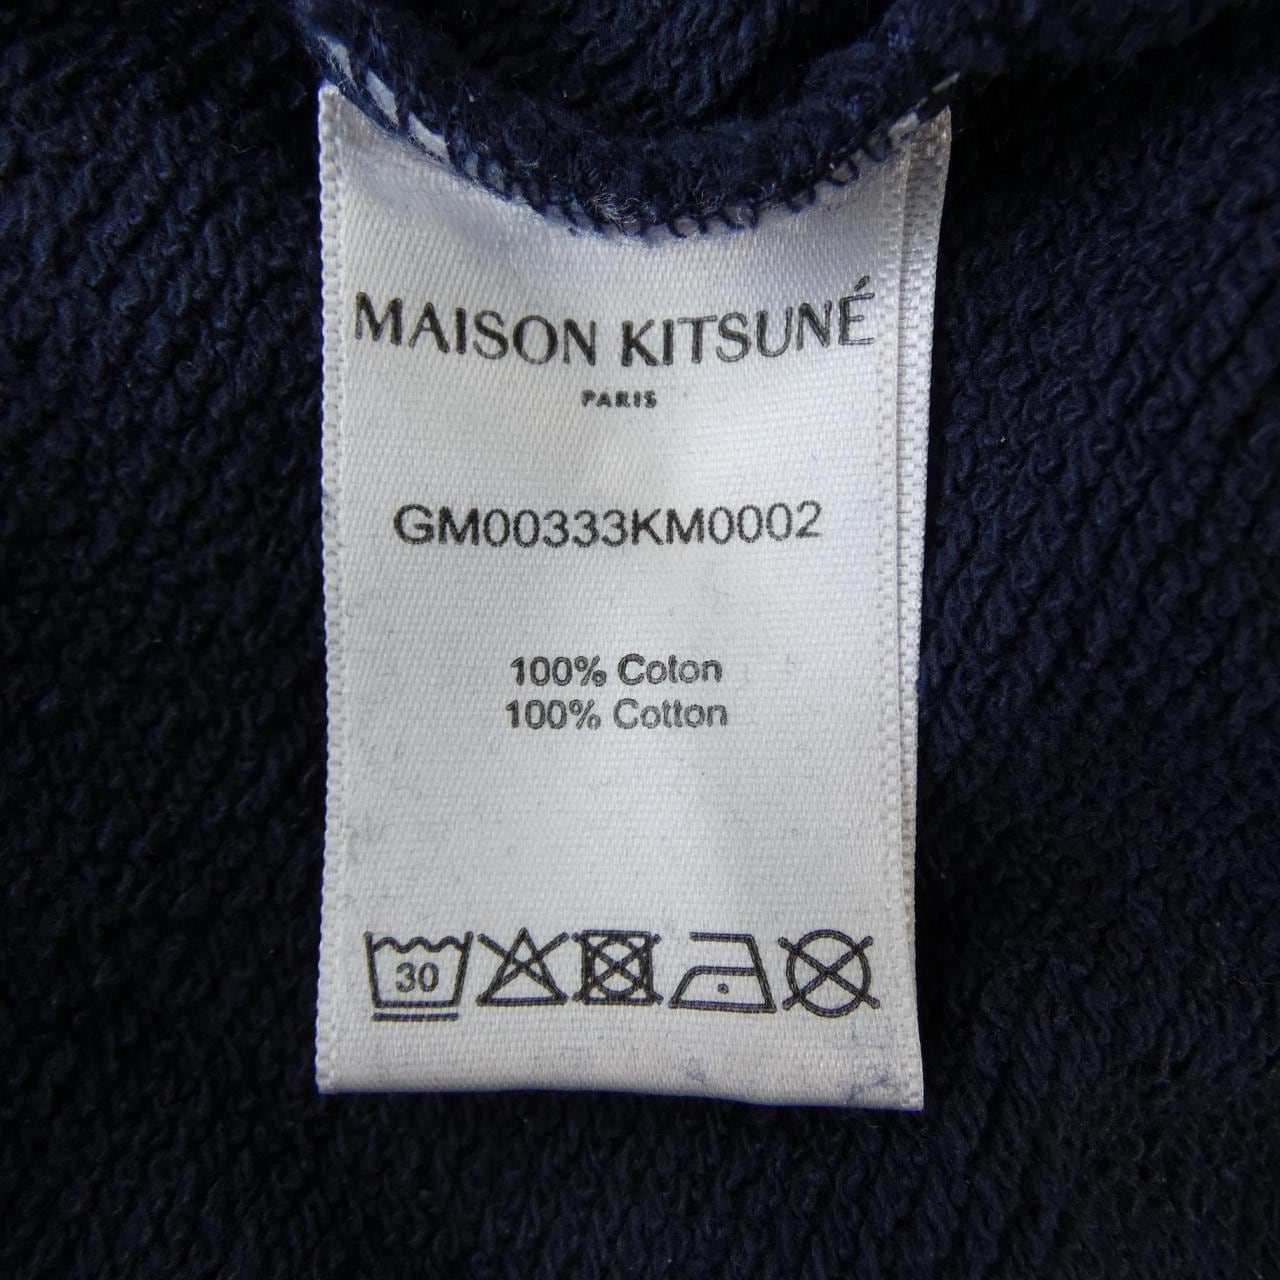 MAISON KITSUNÉ
PARIS
GM00333KM0002
100% Coton
100% Cotton
30